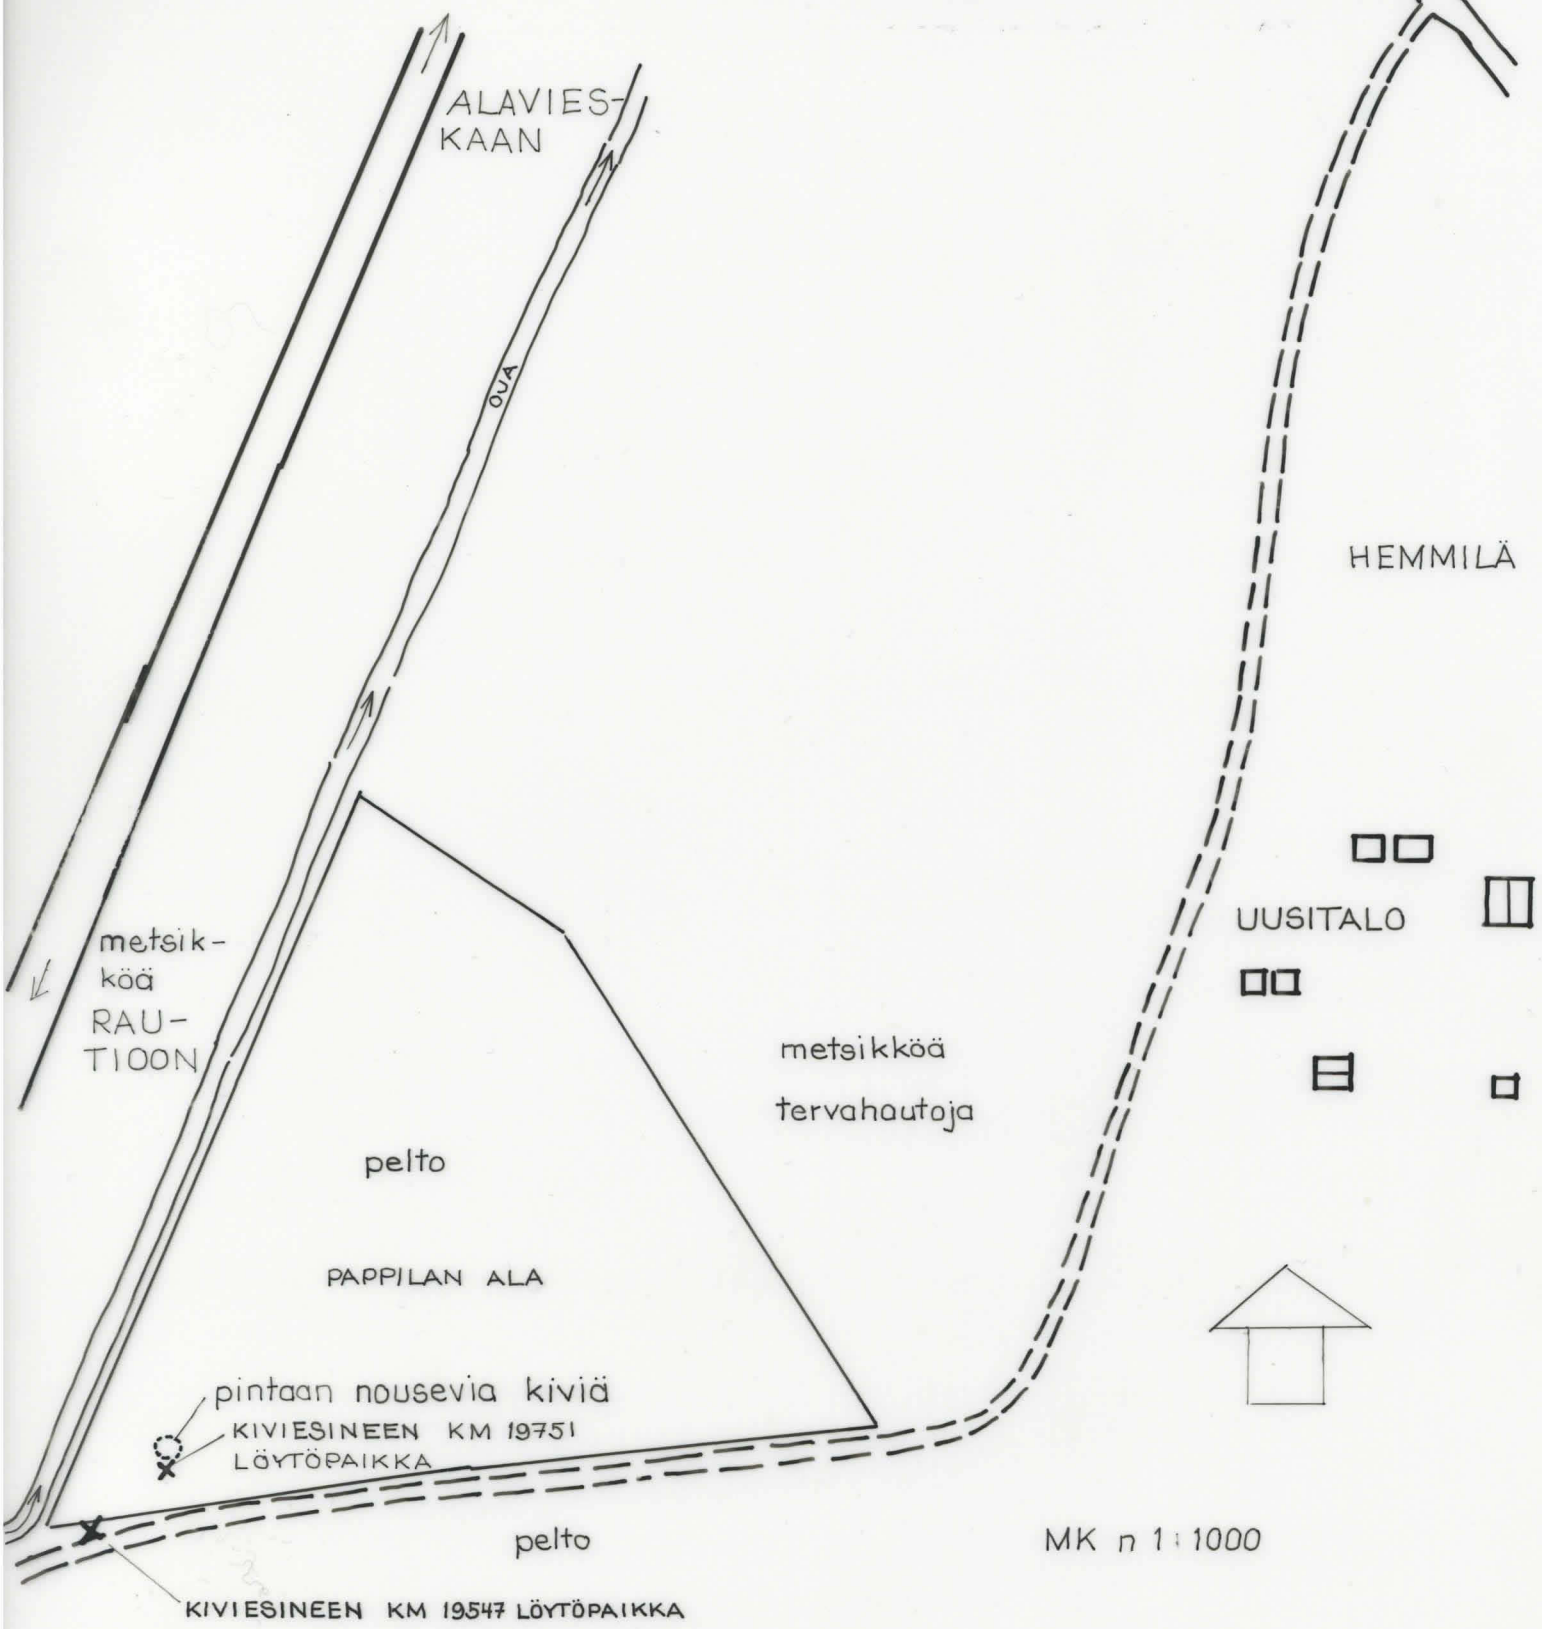 ALAVIES-
KAAN
OJA
HEMMILÄ
UUSITALO
metsik-
köä
RAU-
TIOON
metsikköä
tervahautoja
pelto
PAPPILAN ALA
pintaan nousevia kiviä
KIVIESINEEN KM 19751
LÖYTÖPAIKKA
pelto
MK n 1:1000
KIVIESINEEN KM 19547 LÖYTÖPAIKKA